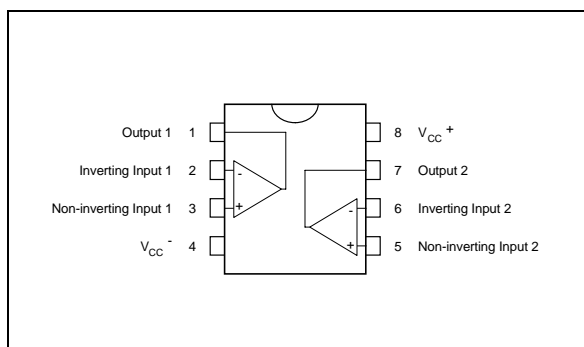 Output 1 1
Inverting Input 1 2
Non-inverting Input 1 3
VCC - 4
8 VCC +
7 Output 2
6 Inverting Input 2
5 Non-inverting Input 2
-
+
-
+